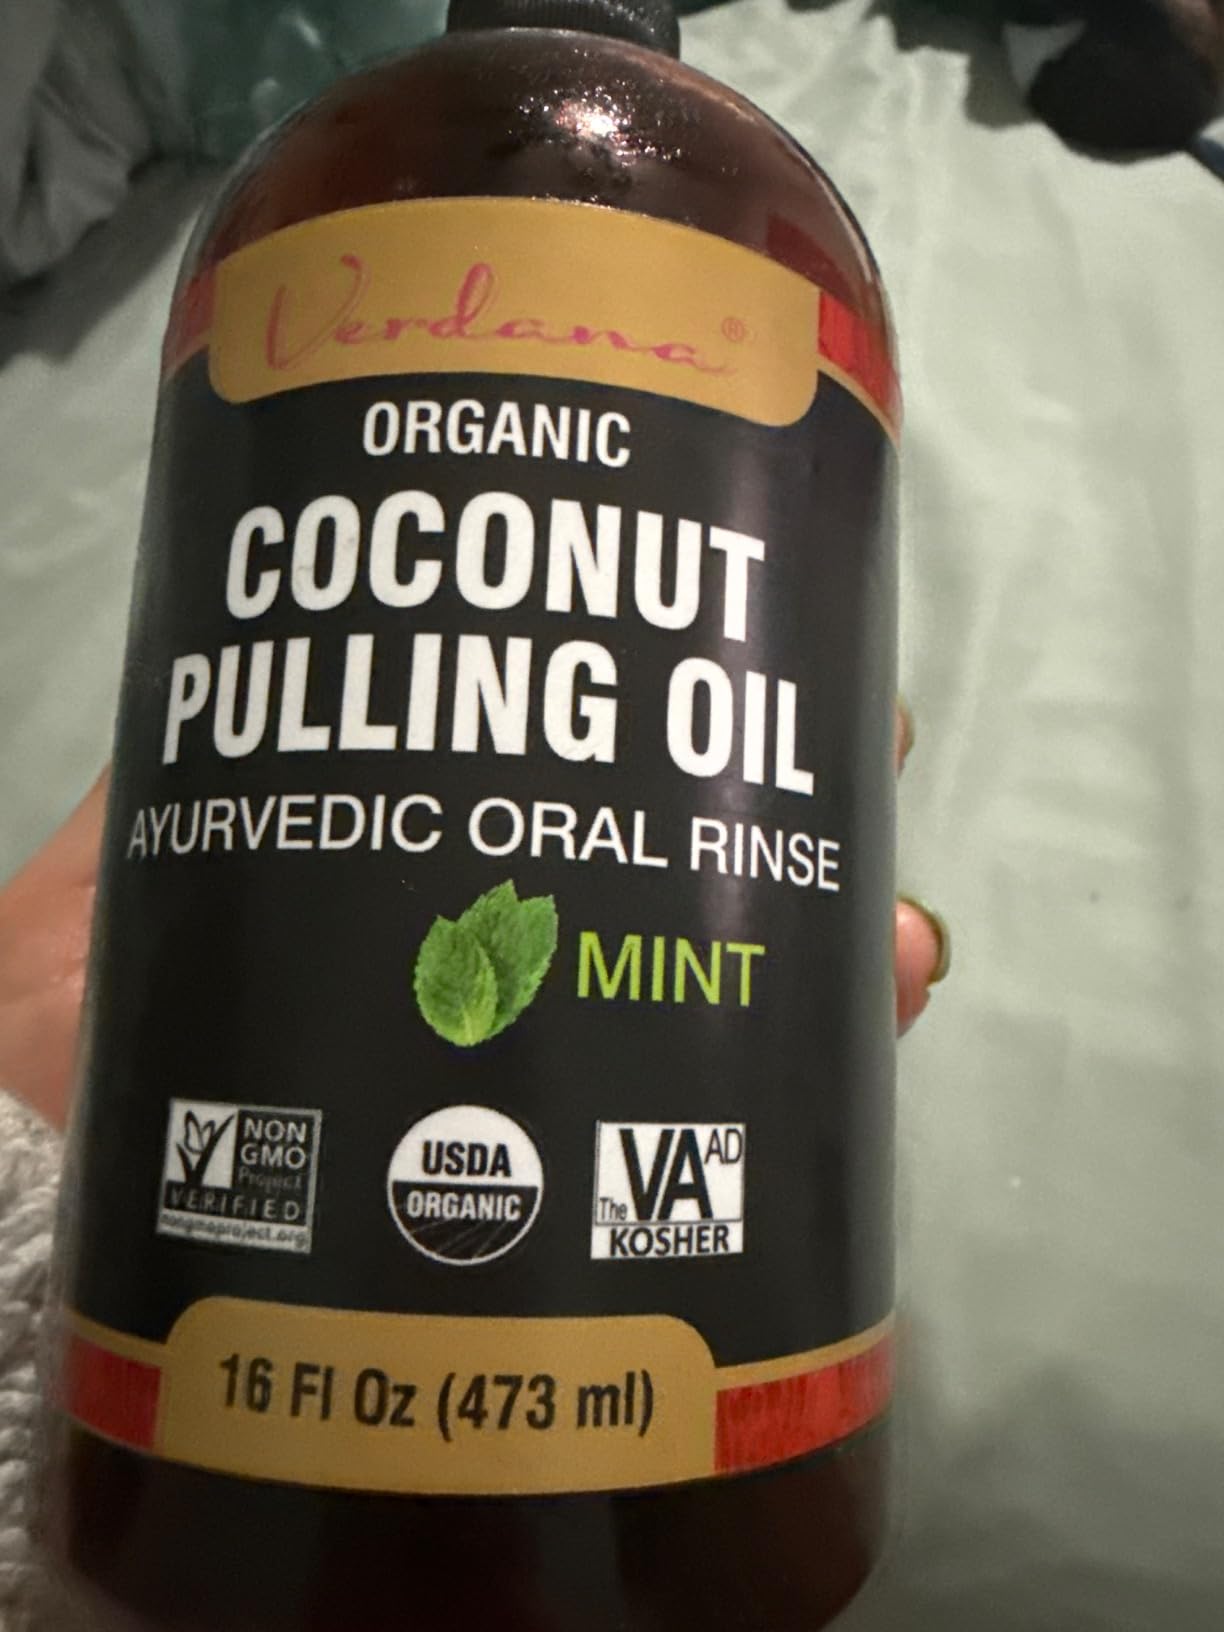 Verdana®
ORGANIC
COCONUT
PULLING OIL
AYURVEDIC ORAL RINSE
MINT
NON
GMO
Project
VERIFIED
nongmoproject.org
USDA
ORGANIC
The VAAD
KOSHER
16 Fl Oz (473 ml)